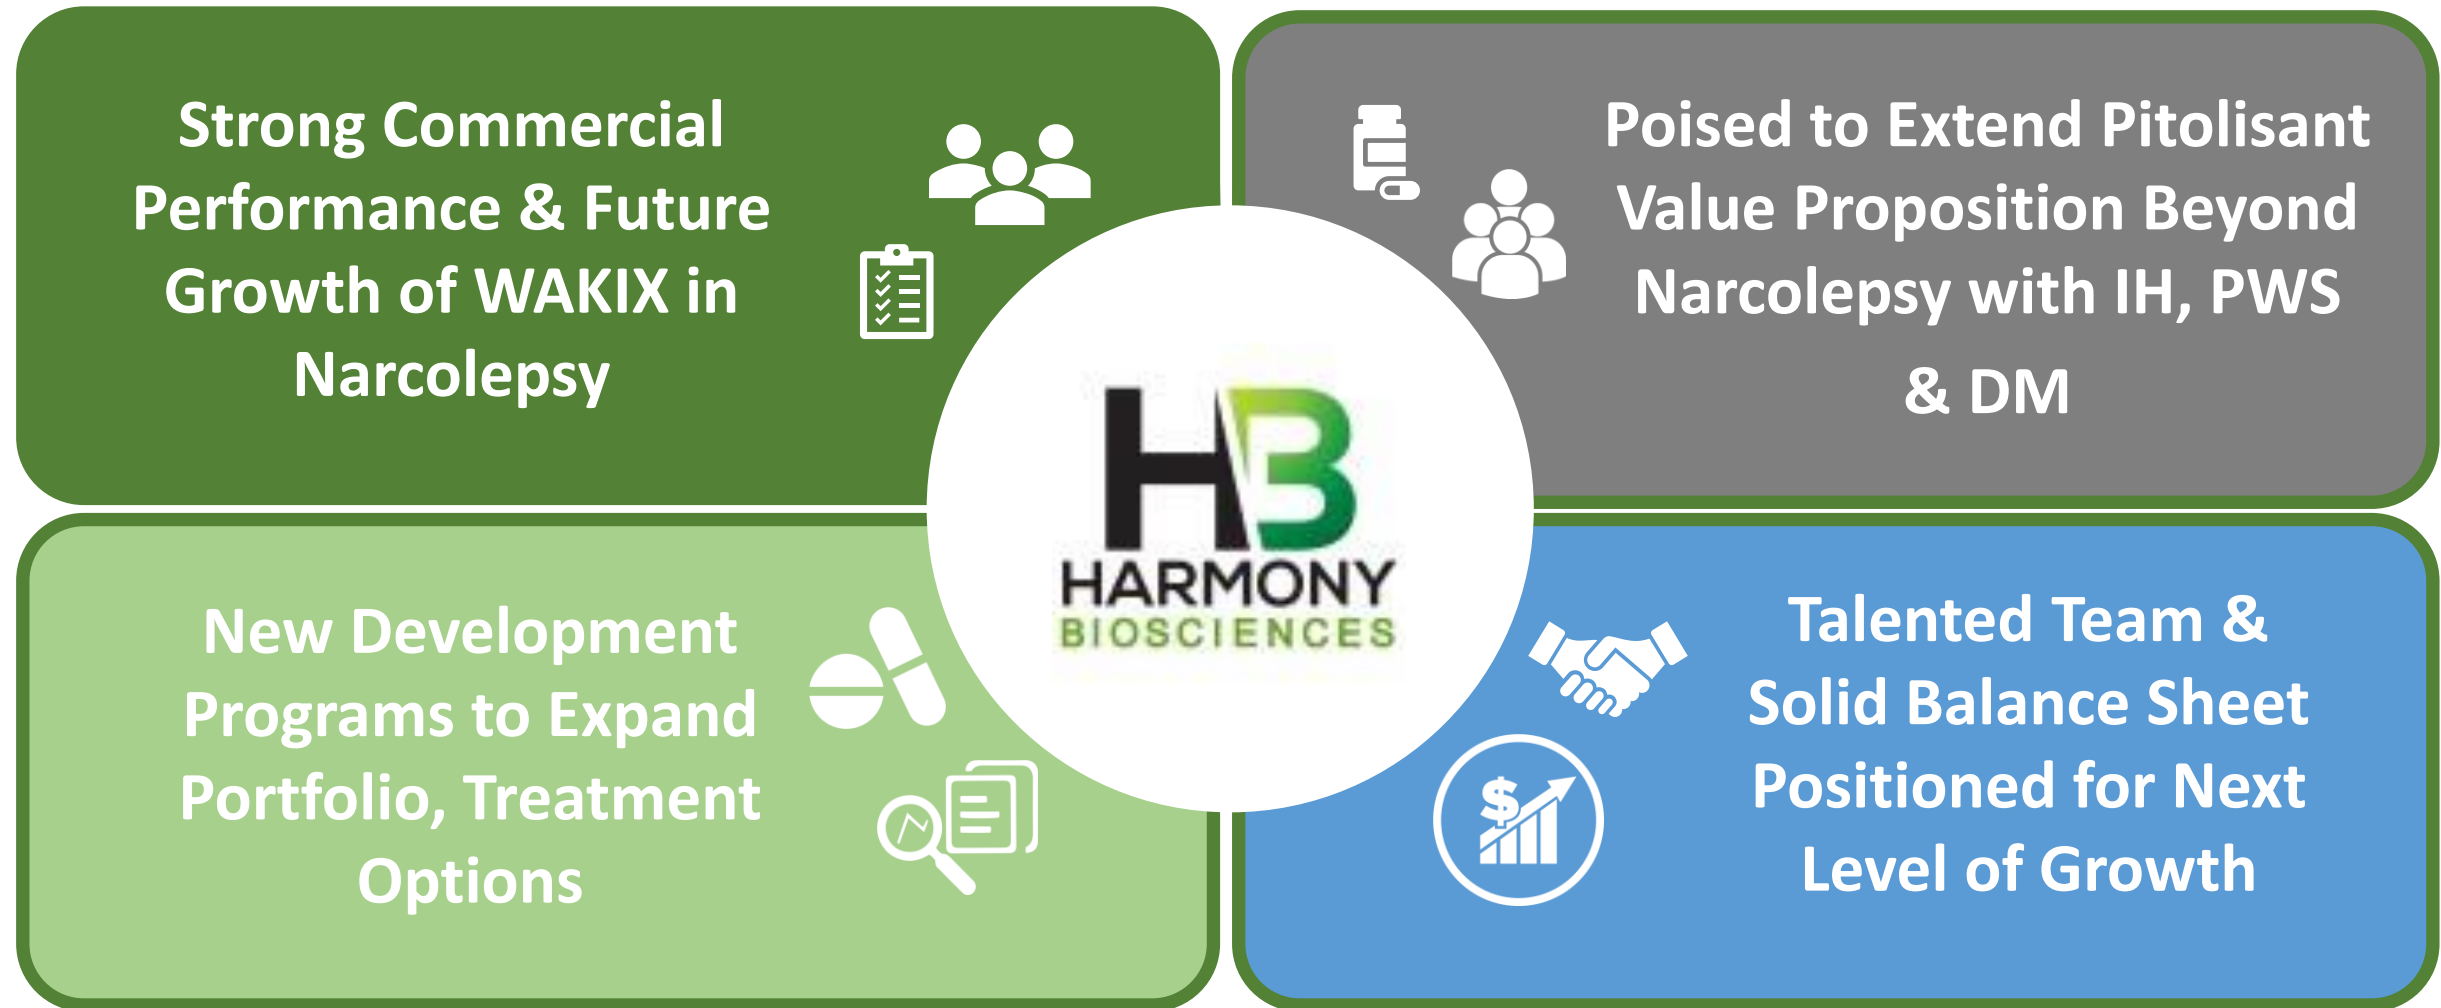 Strong Commercial
Performance & Future
Growth of WAKIX in
Narcolepsy
Poised to Extend Pitolisant
Value Proposition Beyond
Narcolepsy with IH, PWS
& DM
HB
HARMONY
BIOSCIENCES
New Development
Programs to Expand
Portfolio, Treatment
Options
Talented Team &
Solid Balance Sheet
Positioned for Next
Level of Growth
$